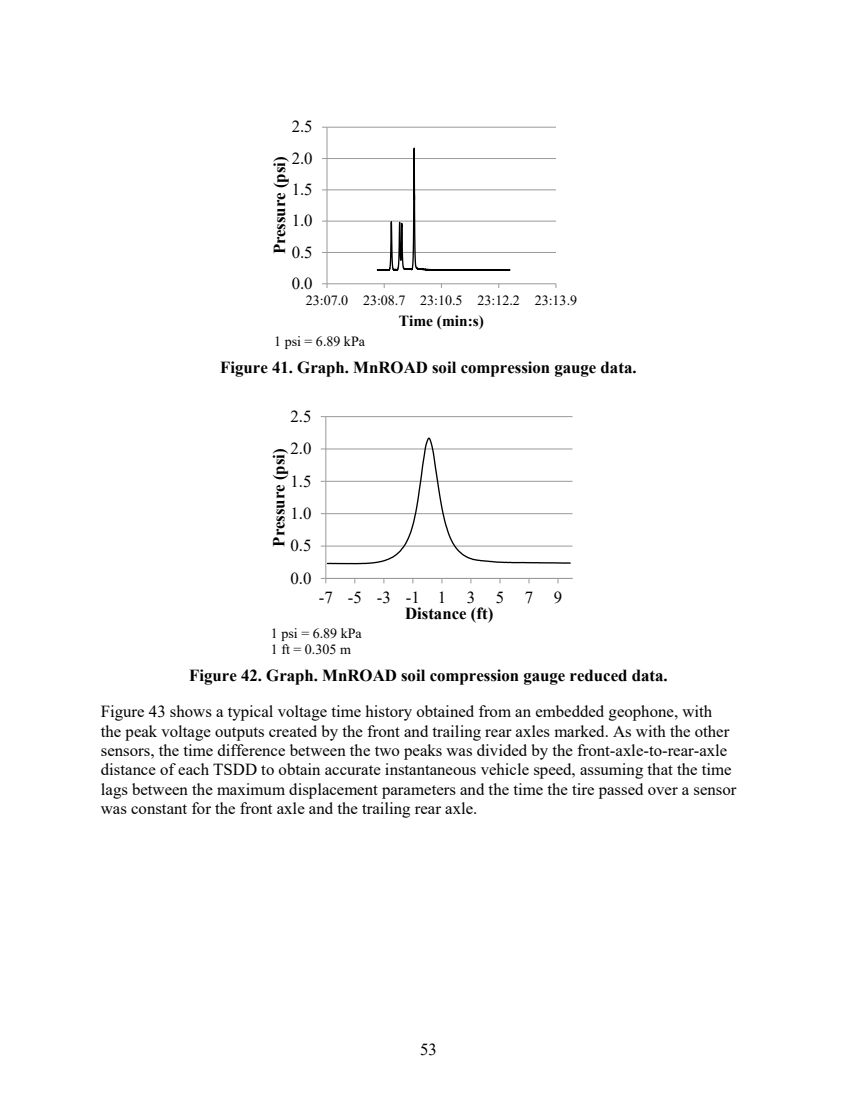 2.5
2.0
1.5
1.0
0.5
0.0
Pressure (psi)
23:07.0 23:08.7 23:10.5 23:12.2 23:13.9
Time (min:s)
1 psi = 6.89 kPa
Figure 41. Graph. MnROAD soil compression gauge data.
2.5
2.0
1.5
1.0
0.5
0.0
Pressure (psi)
-7 -5 -3 -1 1 3 5 7 9
Distance (ft)
1 psi = 6.89 kPa
1 ft = 0.305 m
Figure 42. Graph. MnROAD soil compression gauge reduced data.
Figure 43 shows a typical voltage time history obtained from an embedded geophone, with
the peak voltage outputs created by the front and trailing rear axles marked. As with the other
sensors, the time difference between the two peaks was divided by the front-axle-to-rear-axle
distance of each TSDD to obtain accurate instantaneous vehicle speed, assuming that the time
lags between the maximum displacement parameters and the time the tire passed over a sensor
was constant for the front axle and the trailing rear axle.
53